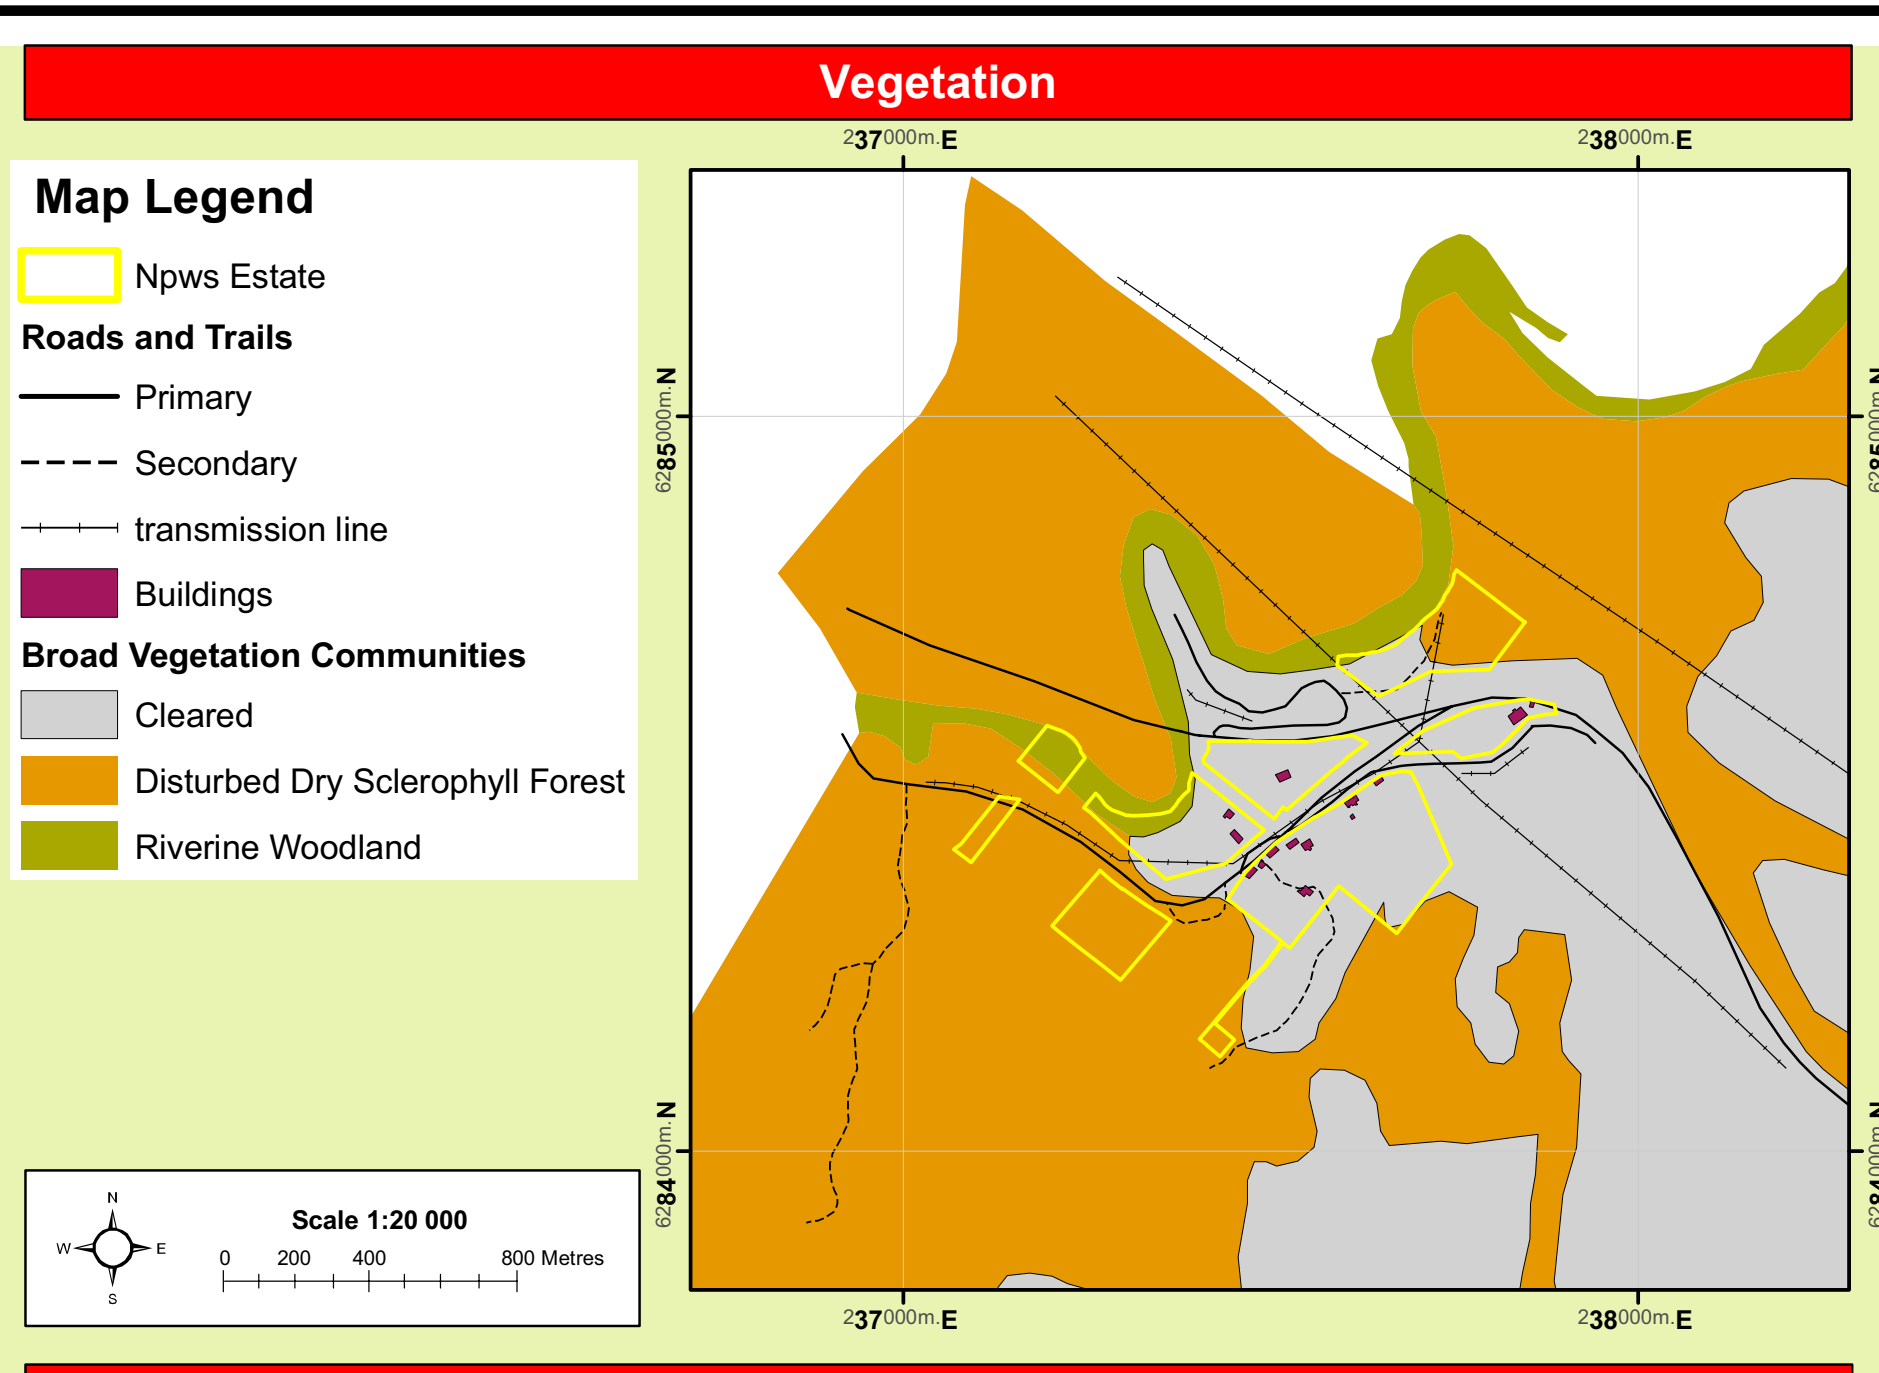 Vegetation
237000m.E
238000m.E
Map Legend
Npws Estate
Roads and Trails
Primary
Secondary
transmission line
Buildings
Broad Vegetation Communities
Cleared
Disturbed Dry Sclerophyll Forest
Riverine Woodland
6285000m.N
6285000m.N
6284000m.N
6284000m.N
N
W
E
S
Scale 1:20 000
0 200 400 800 Metres
237000m.E
238000m.E